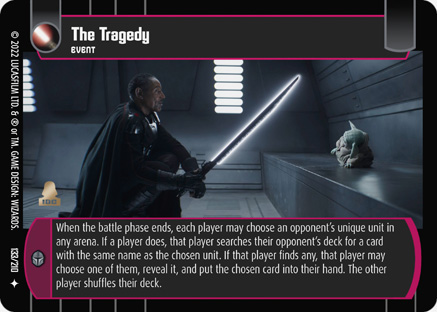 The Tragedy
EVENT
When the battle phase ends, each player may choose an opponent's unique unit in
any arena. If a player does, that player searches their opponent's deck for a card
with the same name as the chosen unit. If that player finds any, that player may
choose one of them, reveal it, and put the chosen card into their hand. The other
player shuffles their deck.
© 2022 LUCASFILM LTD. & ® or TM. GAME DESIGN: WIZARDS.
133/210